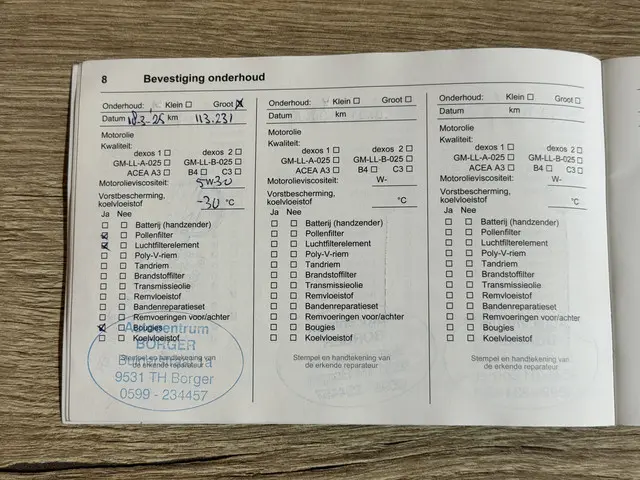 8 Bevestiging onderhoud
Onderhoud: Klein ☐ Groot ☒
Datum 18.3.25 km 113.231
Motorolie
Kwaliteit:
dexos 1 ☐ dexos 2 ☐
GM-LL-A-025 ☐ GM-LL-B-025 ☐
ACEA A3 ☐ B4 ☐ C3 ☐
Motorolieviscositeit: 5W30
Vorstbescherming,
koelvloeistof -30 °C
Ja Nee
☐ ☐ Batterij (handzender)
☒ ☐ Pollenfilter
☒ ☐ Luchtfilterelement
☐ ☐ Poly-V-riem
☐ ☐ Tandriem
☐ ☐ Brandstoffilter
☐ ☐ Transmissieolie
☐ ☐ Remvloeistof
☐ ☐ Bandenreparatieset
☐ ☐ Remvoeringen voor/achter
☒ ☐ Bougies
☐ ☐ Koelvloeistof
Stempel en handtekening van
de erkende reparateur
Autocentrum
BORGER
9531 TH Borger
0599 - 234457
Onderhoud: Klein ☐ Groot ☐
Datum km
Motorolie
Kwaliteit:
dexos 1 ☐ dexos 2 ☐
GM-LL-A-025 ☐ GM-LL-B-025 ☐
ACEA A3 ☐ B4 ☐ C3 ☐
Motorolieviscositeit: W-
Vorstbescherming,
koelvloeistof °C
Ja Nee
☐ ☐ Batterij (handzender)
☐ ☐ Pollenfilter
☐ ☐ Luchtfilterelement
☐ ☐ Poly-V-riem
☐ ☐ Tandriem
☐ ☐ Brandstoffilter
☐ ☐ Transmissieolie
☐ ☐ Remvloeistof
☐ ☐ Bandenreparatieset
☐ ☐ Remvoeringen voor/achter
☐ ☐ Bougies
☐ ☐ Koelvloeistof
Stempel en handtekening van
de erkende reparateur
Onderhoud: Klein ☐ Groot ☐
Datum km
Motorolie
Kwaliteit:
dexos 1 ☐ dexos 2 ☐
GM-LL-A-025 ☐ GM-LL-B-025 ☐
ACEA A3 ☐ B4 ☐ C3 ☐
Motorolieviscositeit: W-
Vorstbescherming,
koelvloeistof °C
Ja Nee
☐ ☐ Batterij (handzender)
☐ ☐ Pollenfilter
☐ ☐ Luchtfilterelement
☐ ☐ Poly-V-riem
☐ ☐ Tandriem
☐ ☐ Brandstoffilter
☐ ☐ Transmissieolie
☐ ☐ Remvloeistof
☐ ☐ Bandenreparatieset
☐ ☐ Remvoeringen voor/achter
☐ ☐ Bougies
☐ ☐ Koelvloeistof
Stempel en handtekening van
de erkende reparateur